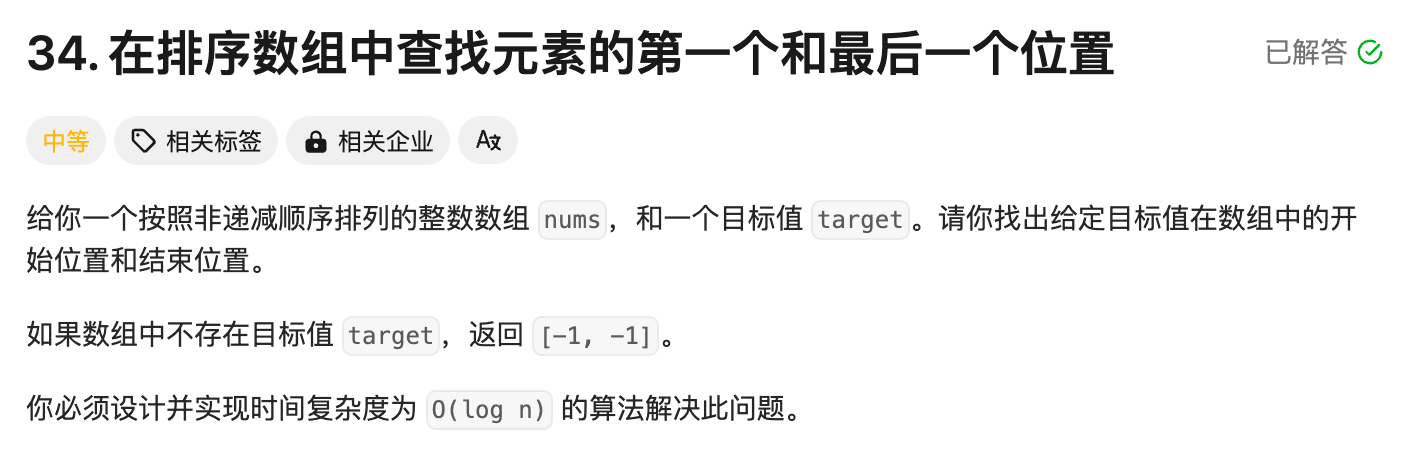 34. 在排序数组中查找元素的第一个和最后一个位置
已解答
中等 相关标签 相关企业
给你一个按照非递减顺序排列的整数数组 nums，和一个目标值 target。请你找出给定目标值在数组中的开
始位置和结束位置。
如果数组中不存在目标值 target，返回 [-1, -1]。
你必须设计并实现时间复杂度为 O(log n) 的算法解决此问题。